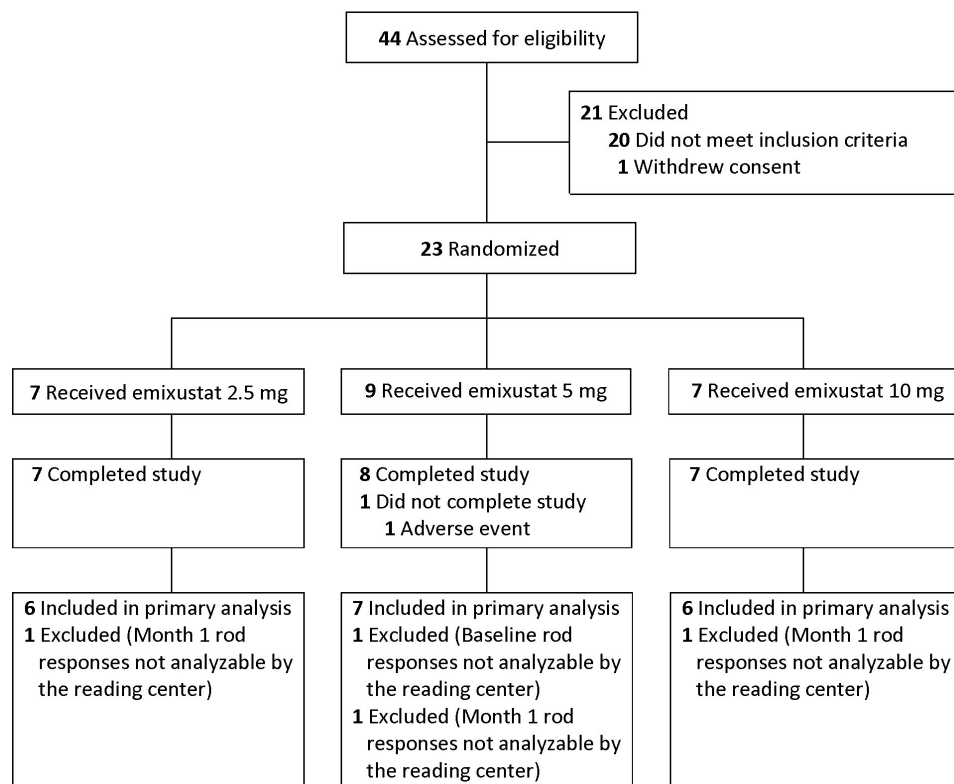 44 Assessed for eligibility
21 Excluded
20 Did not meet inclusion criteria
1 Withdrew consent
23 Randomized
7 Received emixustat 2.5 mg
9 Received emixustat 5 mg
7 Received emixustat 10 mg
7 Completed study
8 Completed study
1 Did not complete study
1 Adverse event
7 Completed study
6 Included in primary analysis
1 Excluded (Month 1 rod
responses not analyzable by
the reading center)
7 Included in primary analysis
1 Excluded (Baseline rod
responses not analyzable by
the reading center)
1 Excluded (Month 1 rod
responses not analyzable by
the reading center)
6 Included in primary analysis
1 Excluded (Month 1 rod
responses not analyzable by
the reading center)